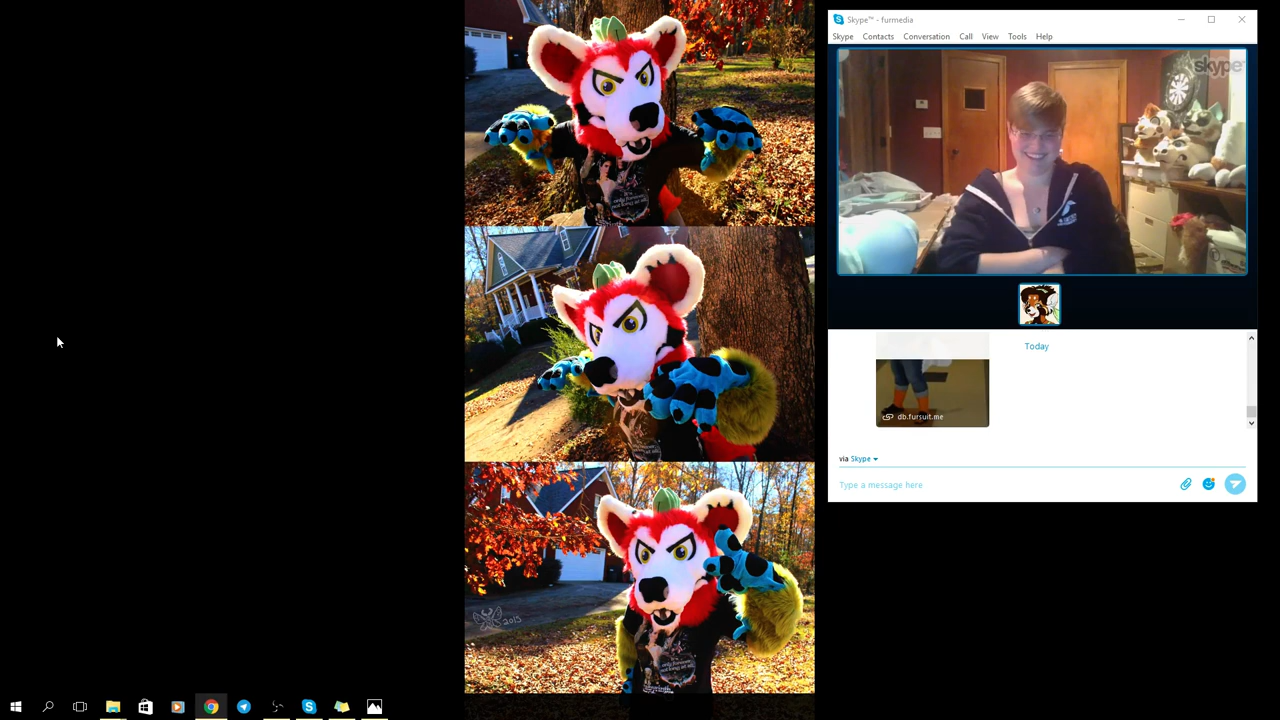 Skype™ - furmedia
Skype Contacts Conversation Call View Tools Help
skype
Today
db.fursuit.me
via Skype
Type a message here
2015